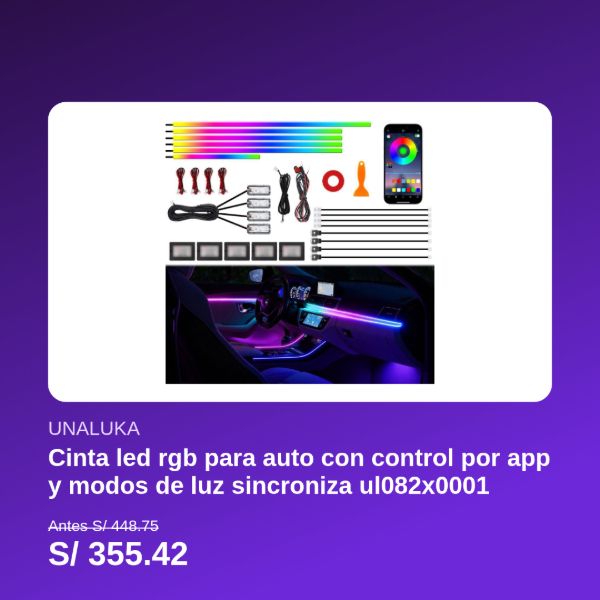 UNALUKA
Cinta led rgb para auto con control por app
y modos de luz sincroniza ul082x0001
Antes S/ 448.75
S/ 355.42